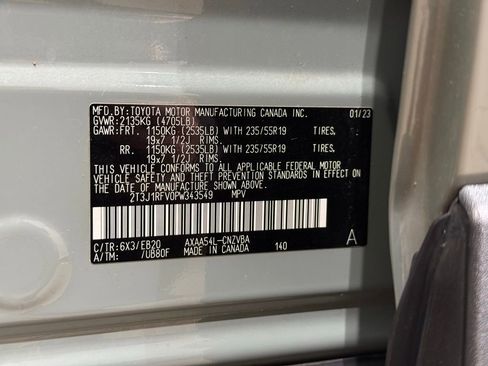 MFD.BY:TOYOTA MOTOR MANUFACTURING CANADA INC. 01/23
GVWR:2135KG (4705LB)
GAWR:FRT. 1150KG (2535LB) WITH 235/55R19 TIRES,
19x7 1/2J RIMS.
RR. 1150KG (2535LB) WITH 235/55R19 TIRES,
19x7 1/2J RIMS.
THIS VEHICLE CONFORMS TO ALL APPLICABLE FEDERAL MOTOR
VEHICLE SAFETY AND THEFT PREVENTION STANDARDS IN
EFFECT ON THE DATE OF MANUFACTURE SHOWN ABOVE.
2T3J1RFV0PW343549 MPV
C/TR:6X3/EB20 AXAA54L-CNZVBA 140 A
A/TM: /UB80F MADE IN CANADA